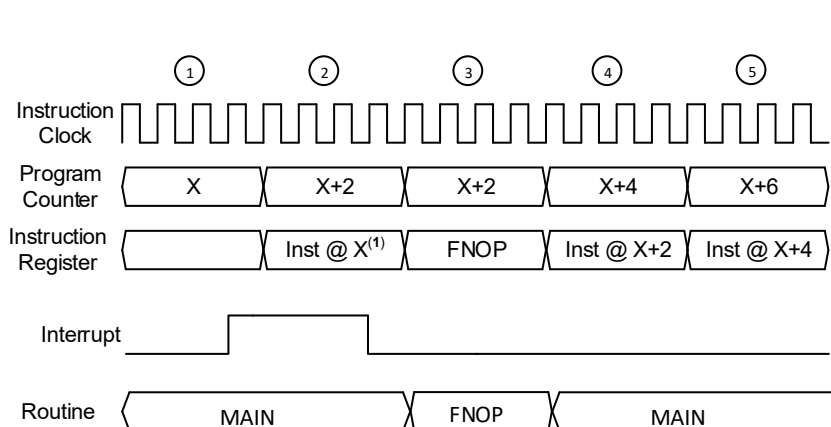 1 2 3 4 5
Instruction
Clock
Program
Counter
X X+2 X+2 X+4 X+6
Instruction
Register
Inst @ X(1) FNOP Inst @ X+2 Inst @ X+4
Interrupt
Routine MAIN FNOP MAIN